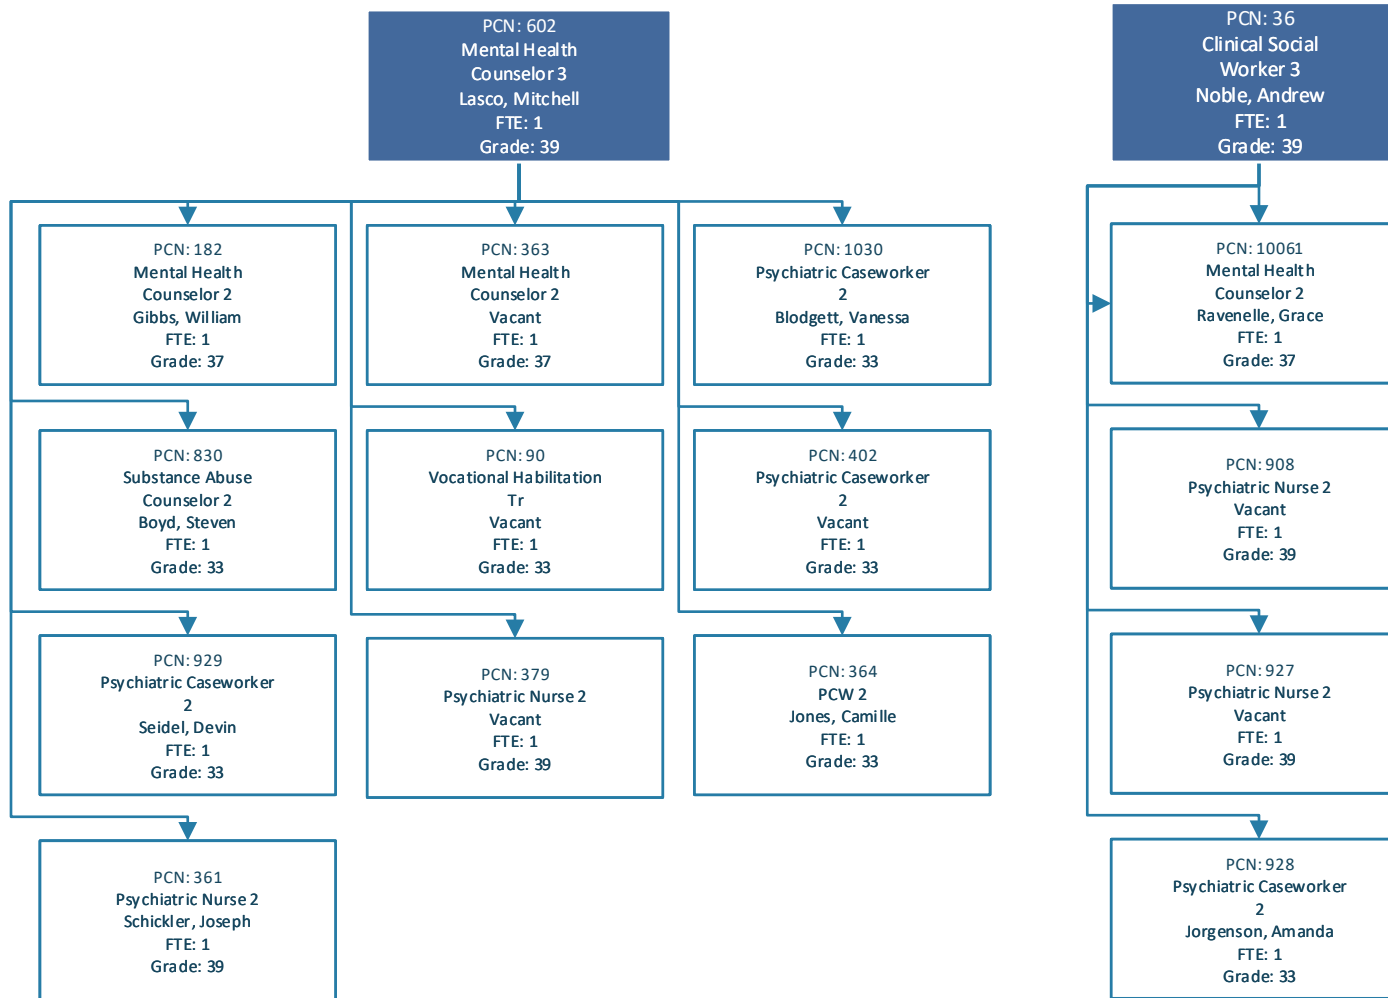 PCN: 602
Mental Health
Counselor 3
Lasco, Mitchell
FTE: 1
Grade: 39
PCN: 36
Clinical Social
Worker 3
Noble, Andrew
FTE: 1
Grade: 39
PCN: 182
Mental Health
Counselor 2
Gibbs, William
FTE: 1
Grade: 37
PCN: 363
Mental Health
Counselor 2
Vacant
FTE: 1
Grade: 37
PCN: 1030
Psychiatric Caseworker
2
Blodgett, Vanessa
FTE: 1
Grade: 33
PCN: 10061
Mental Health
Counselor 2
Ravenelle, Grace
FTE: 1
Grade: 37
PCN: 830
Substance Abuse
Counselor 2
Boyd, Steven
FTE: 1
Grade: 33
PCN: 90
Vocational Habilitation
Tr
Vacant
FTE: 1
Grade: 33
PCN: 402
Psychiatric Caseworker
2
Vacant
FTE: 1
Grade: 33
PCN: 908
Psychiatric Nurse 2
Vacant
FTE: 1
Grade: 39
PCN: 929
Psychiatric Caseworker
2
Seidel, Devin
FTE: 1
Grade: 33
PCN: 379
Psychiatric Nurse 2
Vacant
FTE: 1
Grade: 39
PCN: 364
PCW 2
Jones, Camille
FTE: 1
Grade: 33
PCN: 927
Psychiatric Nurse 2
Vacant
FTE: 1
Grade: 39
PCN: 361
Psychiatric Nurse 2
Schickler, Joseph
FTE: 1
Grade: 39
PCN: 928
Psychiatric Caseworker
2
Jorgenson, Amanda
FTE: 1
Grade: 33